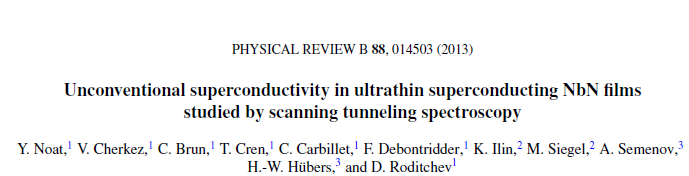 PHYSICAL REVIEW B 88, 014503 (2013)
Unconventional superconductivity in ultrathin superconducting NbN films
studied by scanning tunneling spectroscopy
Y. Noat,1 V. Cherkez,1 C. Brun,1 T. Cren,1 C. Carbillet,1 F. Debontridder,1 K. Ilin,2 M. Siegel,2 A. Semenov,3
H.-W. Hübers,3 and D. Roditchev1